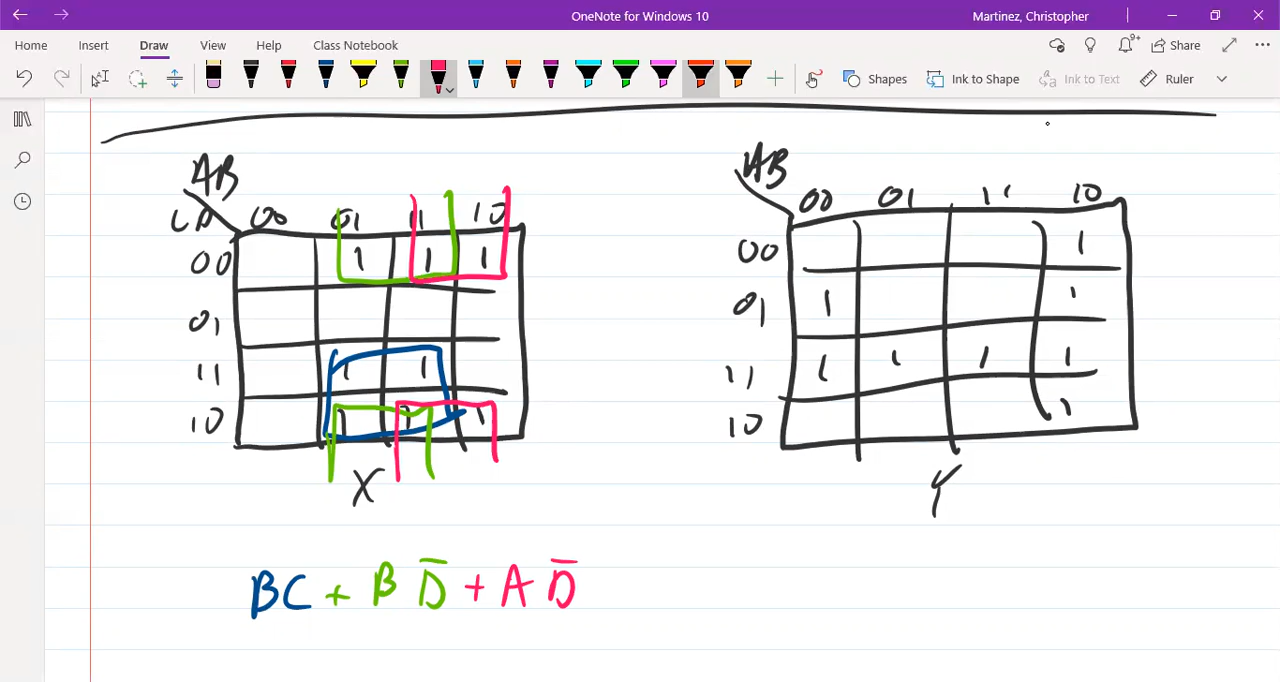 OneNote for Windows 10
Martinez, Christopher
Home Insert Draw View Help Class Notebook
Share
Shapes Ink to Shape Ink to Text Ruler
AB
CD 00 01 11 10
00 1 1 1
01
11 1 1
10 1 1 1
X
AB
00 01 11 10
00 1
01 1 1
11 1 1 1 1
10 1
Y
BC + B D̅ + A D̅